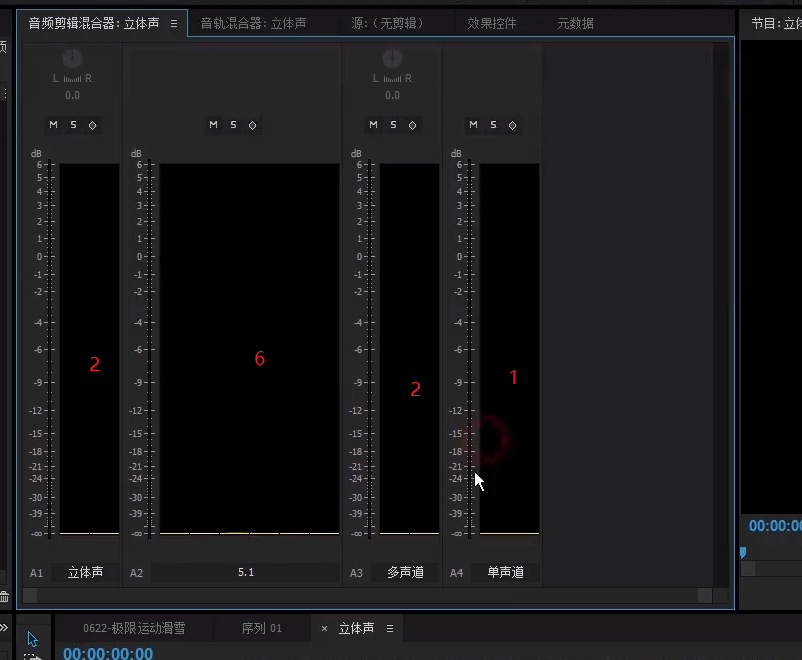 音频剪辑混合器: 立体声 ≡ 音轨混合器: 立体声 源:（无剪辑） 效果控件 元数据 节目: 立体
L R L R
0.0 0.0
M S M S M S M S
dB dB dB dB
6 6 6 6
5 5 5 5
4 4 4 4
3 3 3 3
2 2 2 2
1 1 1 1
0 0 0 0
-1 -1 -1 -1
-2 -2 -2 -2
-4 -4 -4 -4
-6 -6 -6 -6
2 6 2 1
-9 -9 -9 -9
-12 -12 -12 -12
-15 -15 -15 -15
-18 -18 -18 -18
-21 -21 -21 -21
-24 -24 -24 -24
-30 -30 -30 -30
-39 -39 -39 -39
-∞ -∞ -∞ -∞
00:00:00
A1 立体声 A2 5.1 A3 多声道 A4 单声道
0622-极限运动滑雪 序列 01 × 立体声 ≡
00:00:00:00